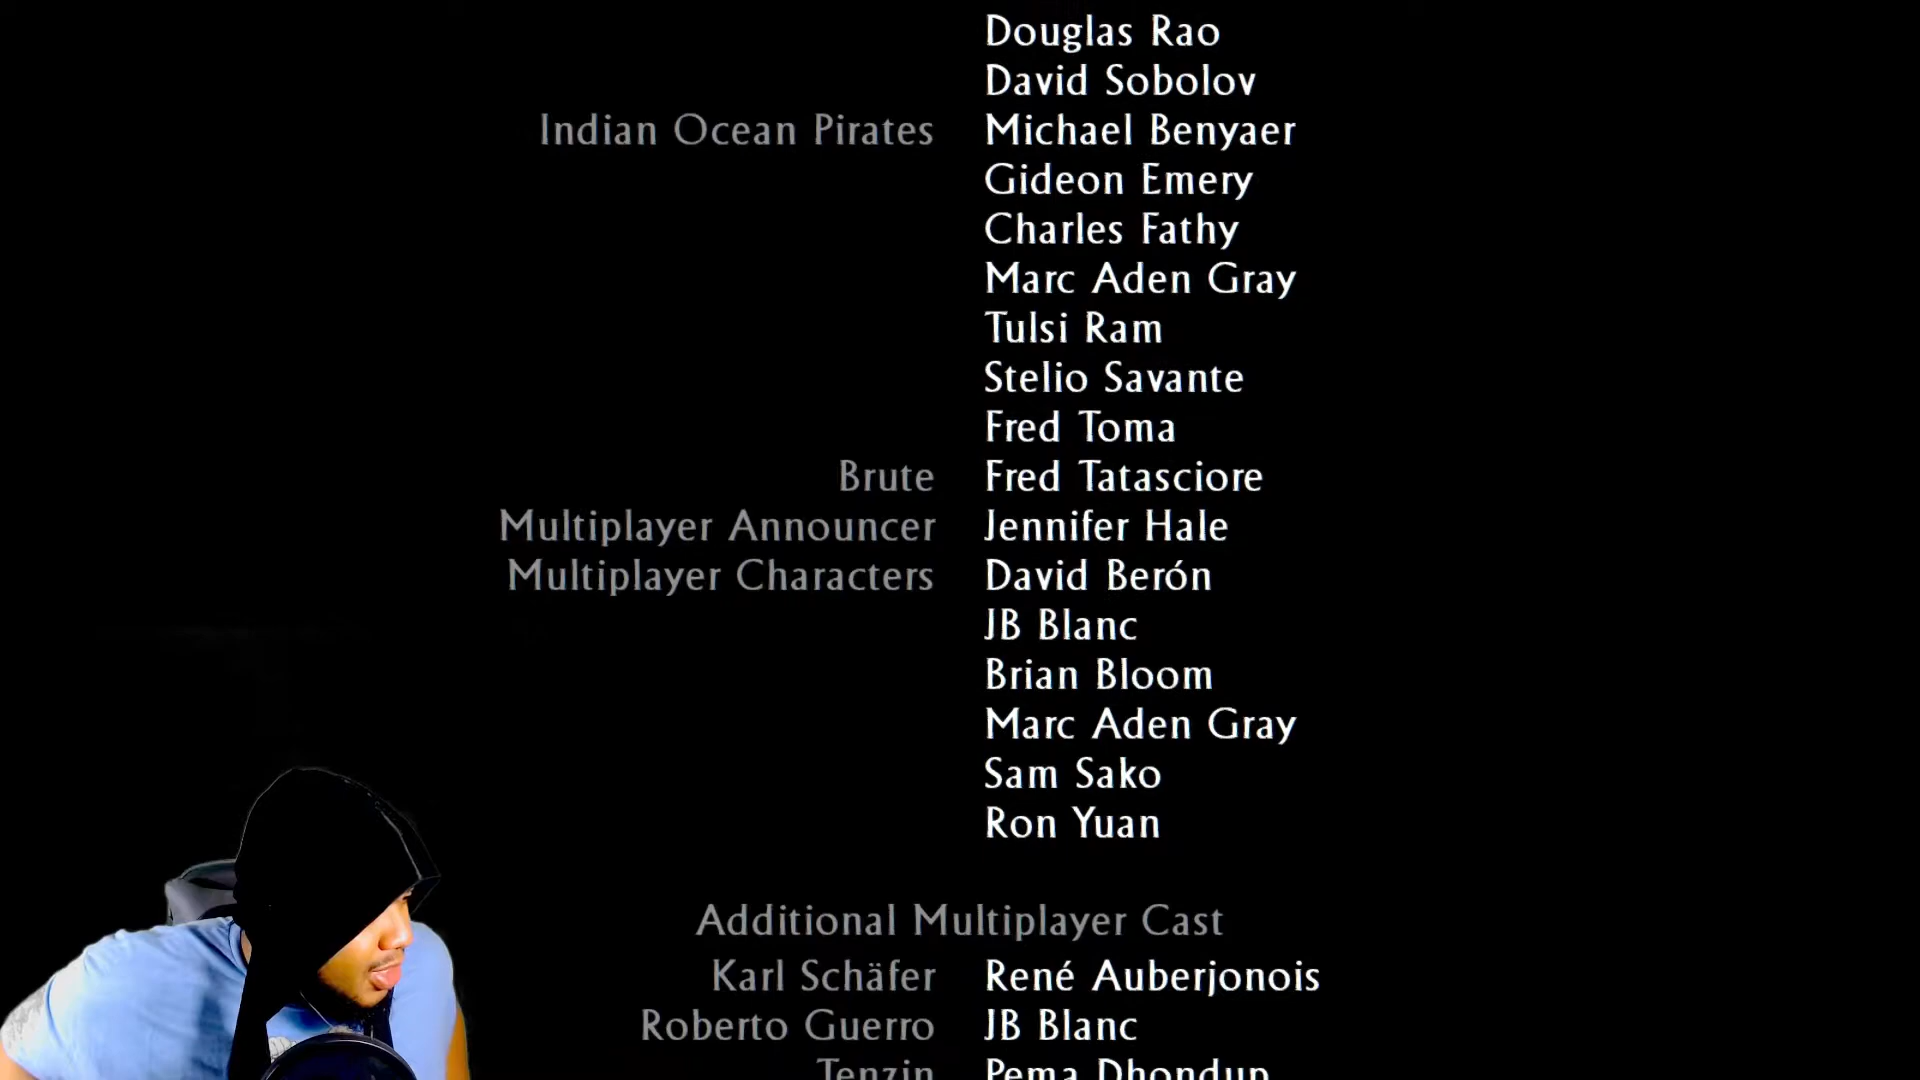 Douglas Rao
David Sobolov
Indian Ocean Pirates Michael Benyaer
Gideon Emery
Charles Fathy
Marc Aden Gray
Tulsi Ram
Stelio Savante
Fred Toma
Brute Fred Tatasciore
Multiplayer Announcer Jennifer Hale
Multiplayer Characters David Berón
JB Blanc
Brian Bloom
Marc Aden Gray
Sam Sako
Ron Yuan
Additional Multiplayer Cast
Karl Schäfer René Auberjonois
Roberto Guerro JB Blanc
Tenzin Pema Dhondup